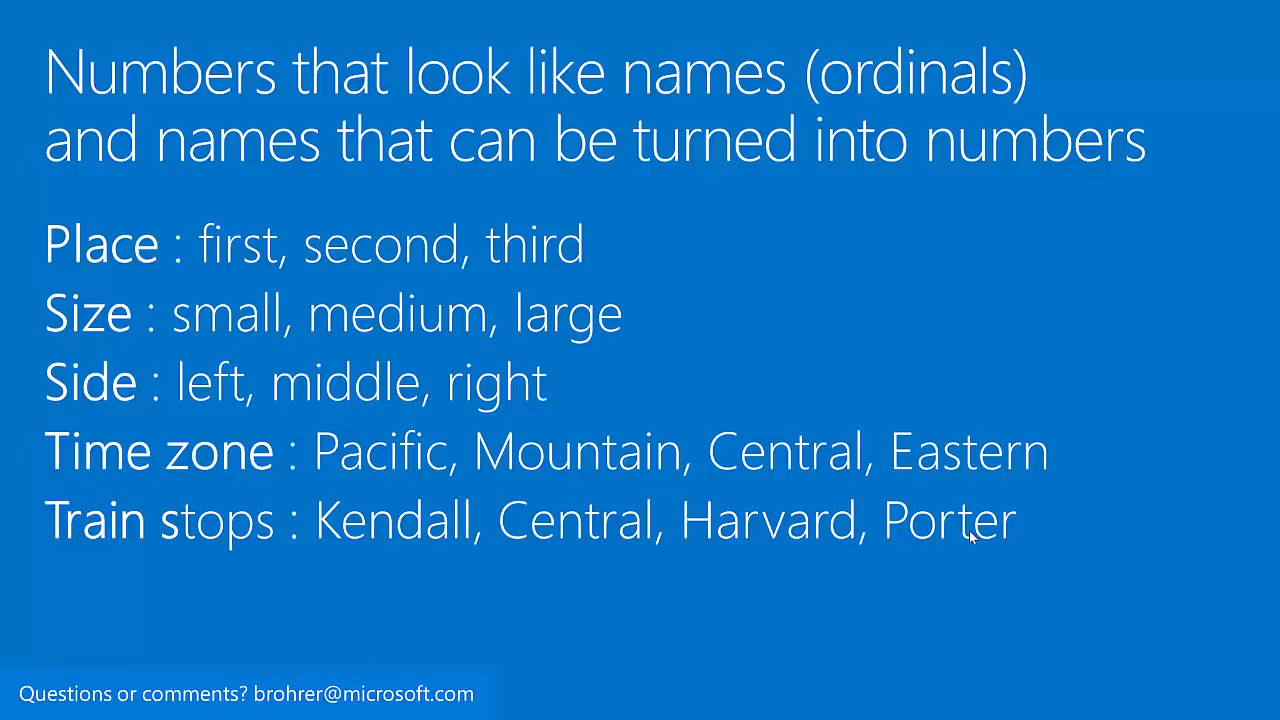 Numbers that look like names (ordinals)
and names that can be turned into numbers
Place : first, second, third
Size : small, medium, large
Side : left, middle, right
Time zone : Pacific, Mountain, Central, Eastern
Train stops : Kendall, Central, Harvard, Porter
Questions or comments? brohrer@microsoft.com